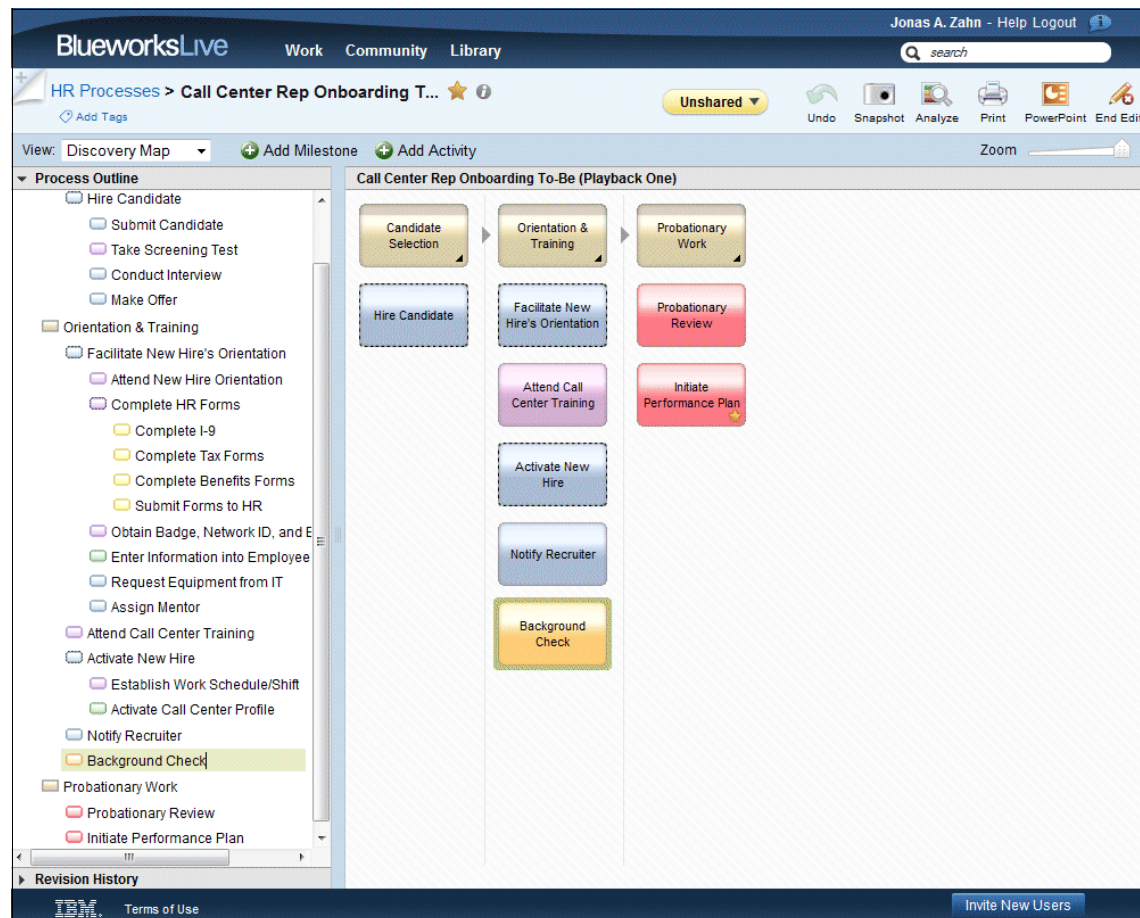 Jonas A. Zahn - Help Logout
BlueworksLive Work Community Library
search
HR Processes > Call Center Rep Onboarding T...
Add Tags
Unshared
Undo Snapshot Analyze Print PowerPoint End Edit
View: Discovery Map Add Milestone Add Activity Zoom
Process Outline
Hire Candidate
Submit Candidate
Take Screening Test
Conduct Interview
Make Offer
Orientation & Training
Facilitate New Hire's Orientation
Attend New Hire Orientation
Complete HR Forms
Complete I-9
Complete Tax Forms
Complete Benefits Forms
Submit Forms to HR
Obtain Badge, Network ID, and E
Enter Information into Employee
Request Equipment from IT
Assign Mentor
Attend Call Center Training
Activate New Hire
Establish Work Schedule/Shift
Activate Call Center Profile
Notify Recruiter
Background Check
Probationary Work
Probationary Review
Initiate Performance Plan
Revision History
Call Center Rep Onboarding To-Be (Playback One)
Candidate
Selection
Hire Candidate
Orientation &
Training
Facilitate New
Hire's Orientation
Attend Call
Center Training
Activate New
Hire
Notify Recruiter
Background
Check
Probationary
Work
Probationary
Review
Initiate
Performance Plan
IBM. Terms of Use
Invite New Users